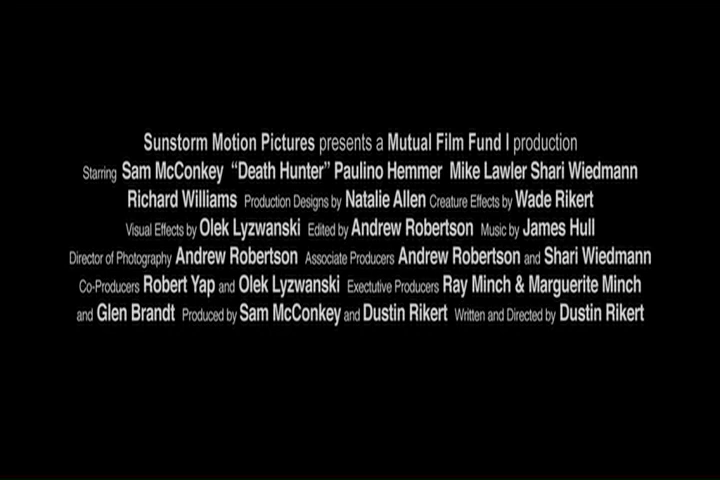 Sunstorm Motion Pictures presents a Mutual Film Fund I production
Starring Sam McConkey “Death Hunter” Paulino Hemmer Mike Lawler Shari Wiedmann
Richard Williams Production Designs by Natalie Allen Creature Effects by Wade Rikert
Visual Effects by Olek Lyzwanski Edited by Andrew Robertson Music by James Hull
Director of Photography Andrew Robertson Associate Producers Andrew Robertson and Shari Wiedmann
Co-Producers Robert Yap and Olek Lyzwanski Exectutive Producers Ray Minch & Marguerite Minch
and Glen Brandt Produced by Sam McConkey and Dustin Rikert Written and Directed by Dustin Rikert